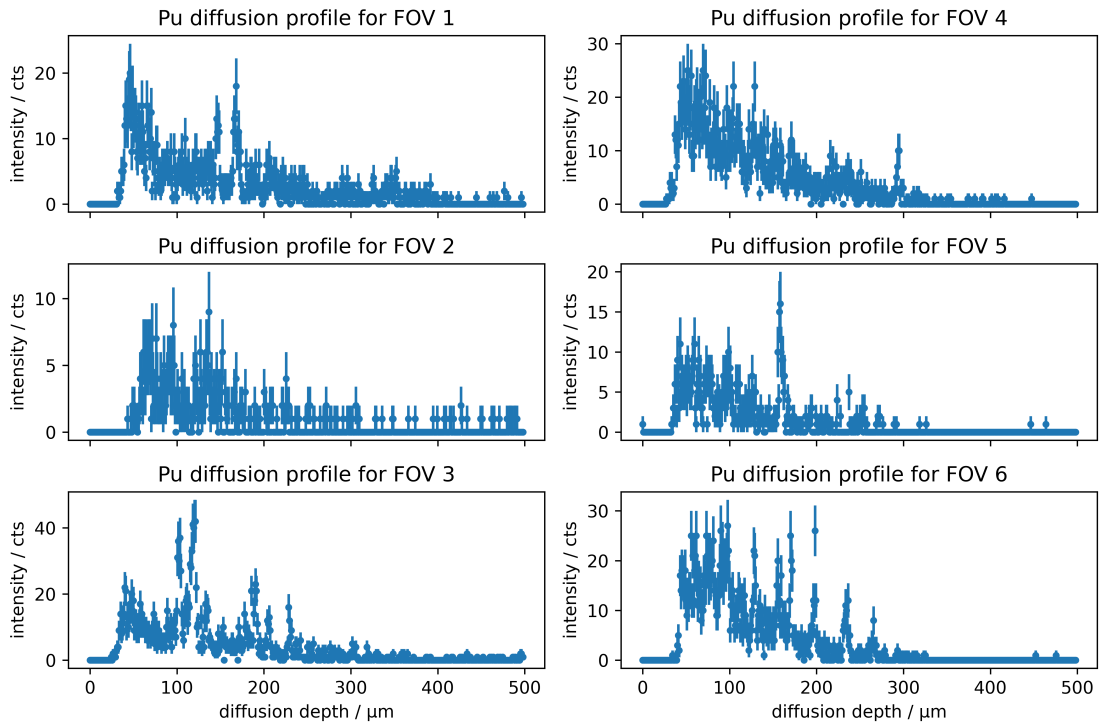 Pu diffusion profile for FOV 1
intensity / cts
20
10
0
Pu diffusion profile for FOV 4
intensity / cts
30
20
10
0
Pu diffusion profile for FOV 2
intensity / cts
10
5
0
Pu diffusion profile for FOV 5
intensity / cts
20
15
10
5
0
Pu diffusion profile for FOV 3
intensity / cts
40
20
0
0 100 200 300 400 500
diffusion depth / µm
Pu diffusion profile for FOV 6
intensity / cts
30
20
10
0
0 100 200 300 400 500
diffusion depth / µm